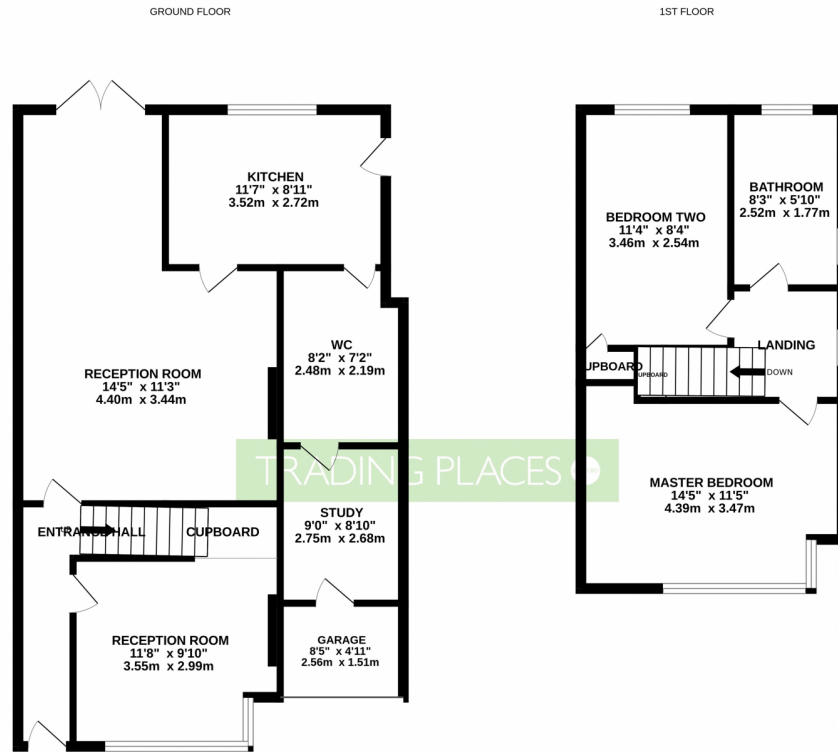 GROUND FLOOR
1ST FLOOR
KITCHEN
11'7" x 8'11"
3.52m x 2.72m
WC
8'2" x 7'2"
2.48m x 2.19m
RECEPTION ROOM
14'5" x 11'3"
4.40m x 3.44m
TRADING PLACES
STUDY
9'0" x 8'10"
2.75m x 2.68m
ENTRANCE HALL
CUPBOARD
RECEPTION ROOM
11'8" x 9'10"
3.55m x 2.99m
GARAGE
8'5" x 4'11"
2.56m x 1.51m
BEDROOM TWO
11'4" x 8'4"
3.46m x 2.54m
BATHROOM
8'3" x 5'10"
2.52m x 1.77m
LANDING
UPBOARD
UPBOARD
DOWN
MASTER BEDROOM
14'5" x 11'5"
4.39m x 3.47m